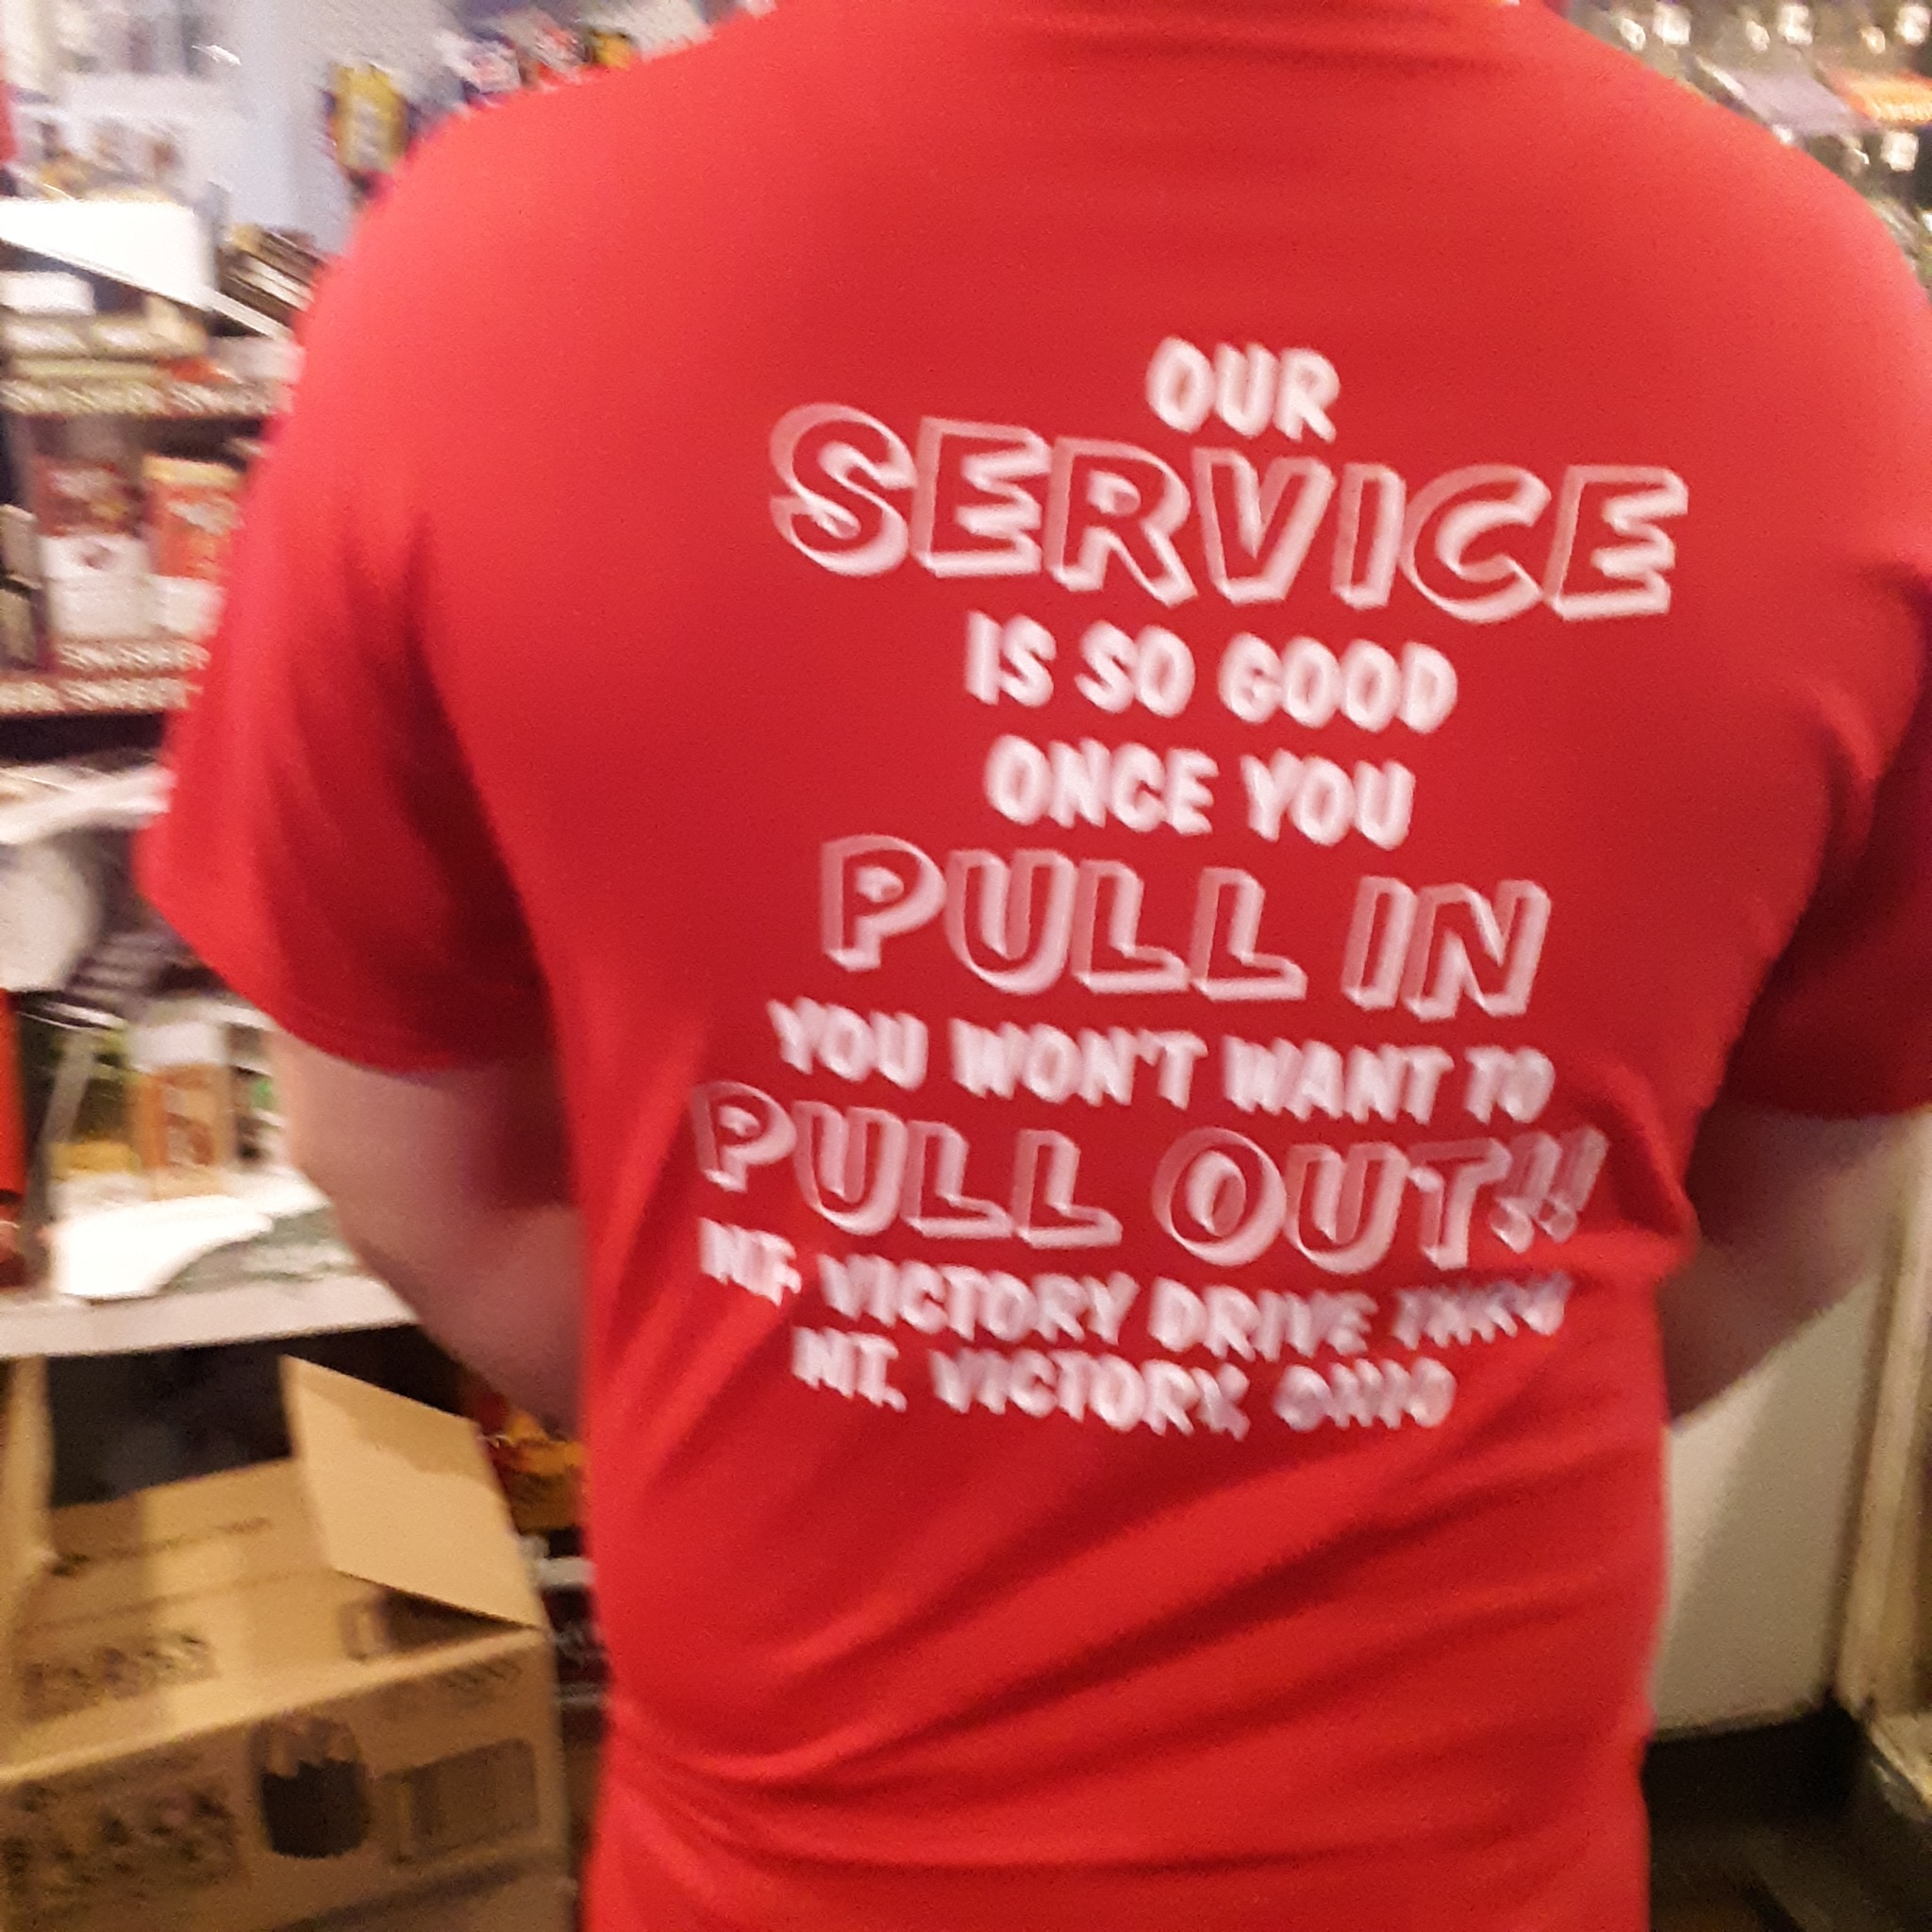 OUR
SERVICE
IS SO GOOD
ONCE YOU
PULL IN
YOU WON'T WANT TO
PULL OUT!!
MT. VICTORY DRIVE THRU
MT. VICTORY, OHIO